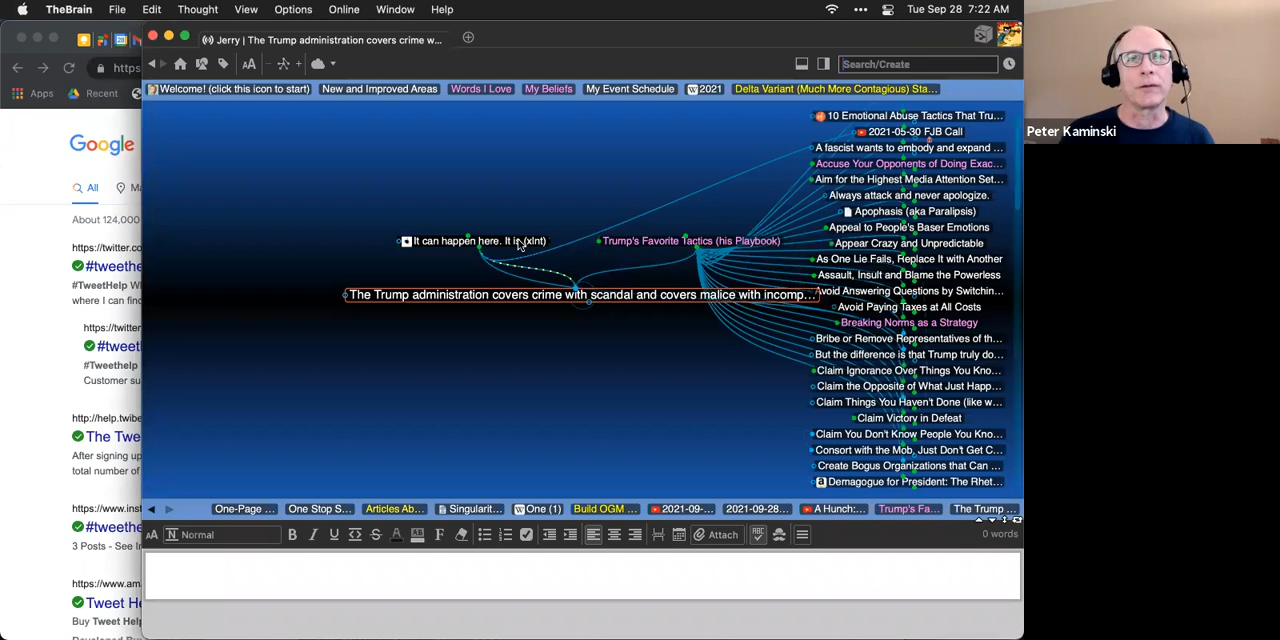 TheBrain File Edit Thought View Options Online Window Help Tue Sep 28 7:22 AM
Jerry | The Trump administration covers crime w...
https
Search/Create
Apps Recent
Welcome! (click this icon to start) New and Improved Areas Words I Love My Beliefs My Event Schedule 2021 Delta Variant (Much More Contagious) Sta...
Google
All
About 124,000
https://twitter.co
#tweethe
#TweetHelp
where I can find
https://twitter
#tweeth
#Tweethelp
Customer su
http://help.twibe
The Twe
After signing up
total number of
https://www.ins
#tweethe
3 Posts - See In
https://www.am
Tweet He
Buy Tweet Help
It can happen here. It is (xlnt)
Trump's Favorite Tactics (his Playbook)
The Trump administration covers crime with scandal and covers malice with incomp...
10 Emotional Abuse Tactics That Tru...
2021-05-30 FJB Call
A fascist wants to embody and expand ...
Accuse Your Opponents of Doing Exac...
Aim for the Highest Media Attention Set...
Always attack and never apologize.
Apophasis (aka Paralipsis)
Appeal to People's Baser Emotions
Appear Crazy and Unpredictable
As One Lie Fails, Replace It with Another
Assault, Insult and Blame the Powerless
Avoid Answering Questions by Switchin...
Avoid Paying Taxes at All Costs
Breaking Norms as a Strategy
Bribe or Remove Representatives of th...
But the difference is that Trump truly do...
Claim Ignorance Over Things You Kno...
Claim the Opposite of What Just Happ...
Claim Things You Haven't Done (like w...
Claim Victory in Defeat
Claim You Don't Know People You Kno...
Consort with the Mob, Just Don't Get C...
Create Bogus Organizations that Can ...
Demagogue for President: The Rhet...
One-Page ... One Stop S... Articles Ab... Singularit... One (1) Build OGM ... 2021-09-... 2021-09-28... A Hunch:... Trump's Fa... The Trump ...
Normal
Attach
0 words
Peter Kaminski